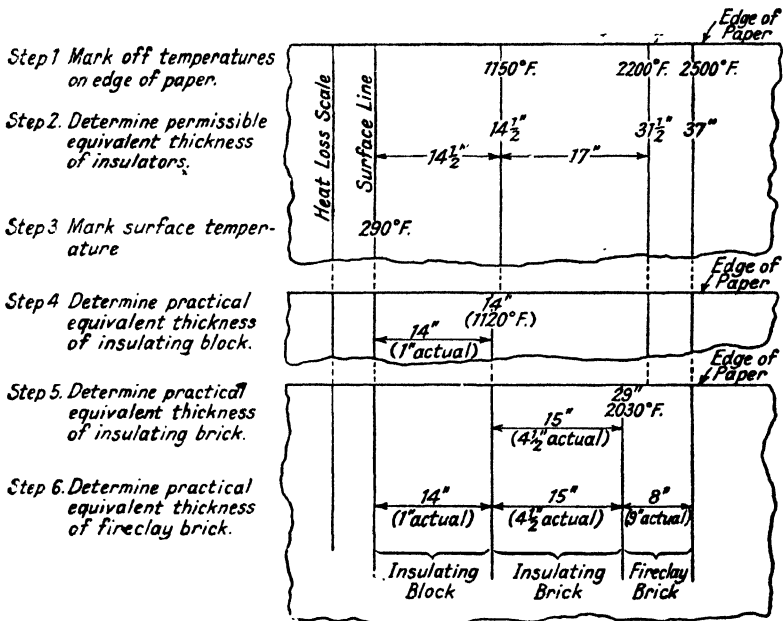 Edge of
Paper
Step 1 Mark off temperatures
on edge of paper.
1150°F. 2200°F. 2500°F.
Step 2. Determine permissible
equivalent thickness
of insulators.
Heat Loss Scale
Surface Line
14½" 31½" 37"
14½" 17"
Step 3 Mark surface temper-
ature
290°F.
Edge of
Paper
Step 4 Determine practical
equivalent thickness
of insulating block.
14"
(1120°F.)
14"
(1"actual)
Edge of
Paper
Step 5. Determine practical
equivalent thickness
of insulating brick.
29"
2030°F.
15"
(4½"actual)
Step 6. Determine practical
equivalent thickness
of fireclay brick.
14" 15" 8"
(1"actual) (4½"actual) (9"actual)
Insulating Insulating Fireclay
Block Brick Brick